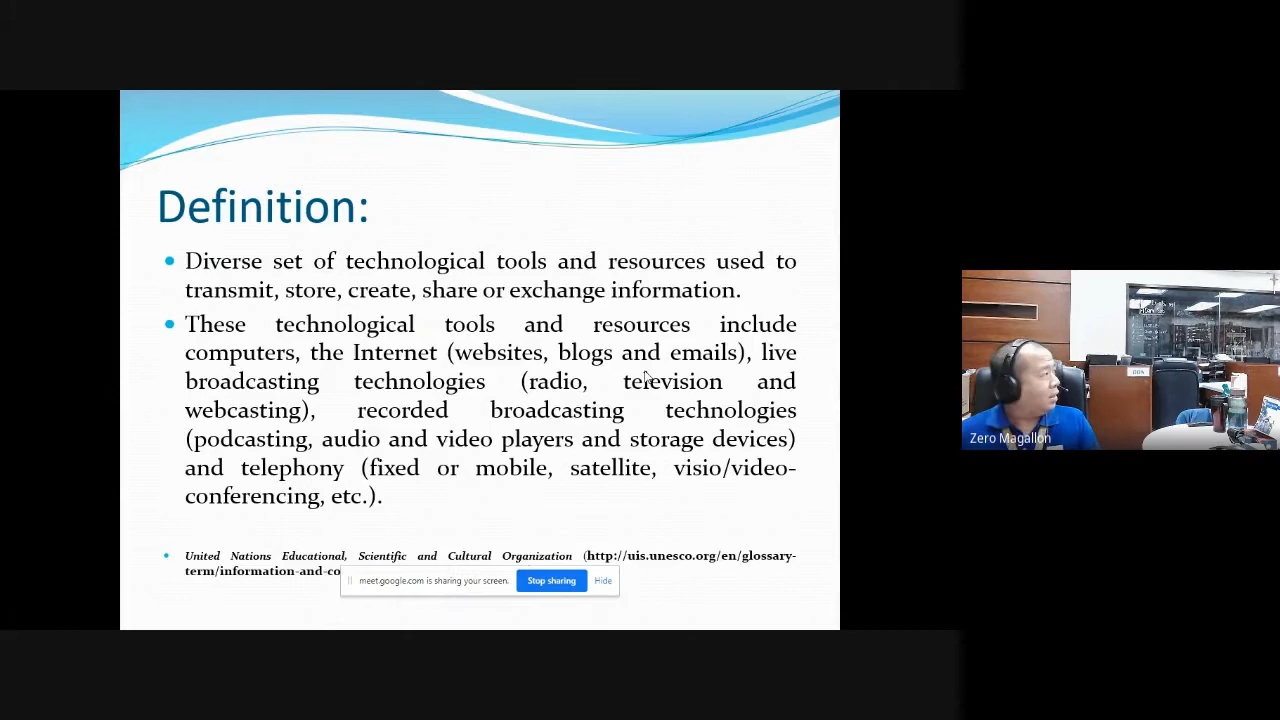 Definition:
Diverse set of technological tools and resources used to
transmit, store, create, share or exchange information.
These technological tools and resources include
computers, the Internet (websites, blogs and emails), live
broadcasting technologies (radio, television and
webcasting), recorded broadcasting technologies
(podcasting, audio and video players and storage devices)
and telephony (fixed or mobile, satellite, visio/video-
conferencing, etc.).
United Nations Educational, Scientific and Cultural Organization (http://uis.unesco.org/en/glossary-
term/information-and-co
meet.google.com is sharing your screen.
Stop sharing
Hide
Zero Magallon